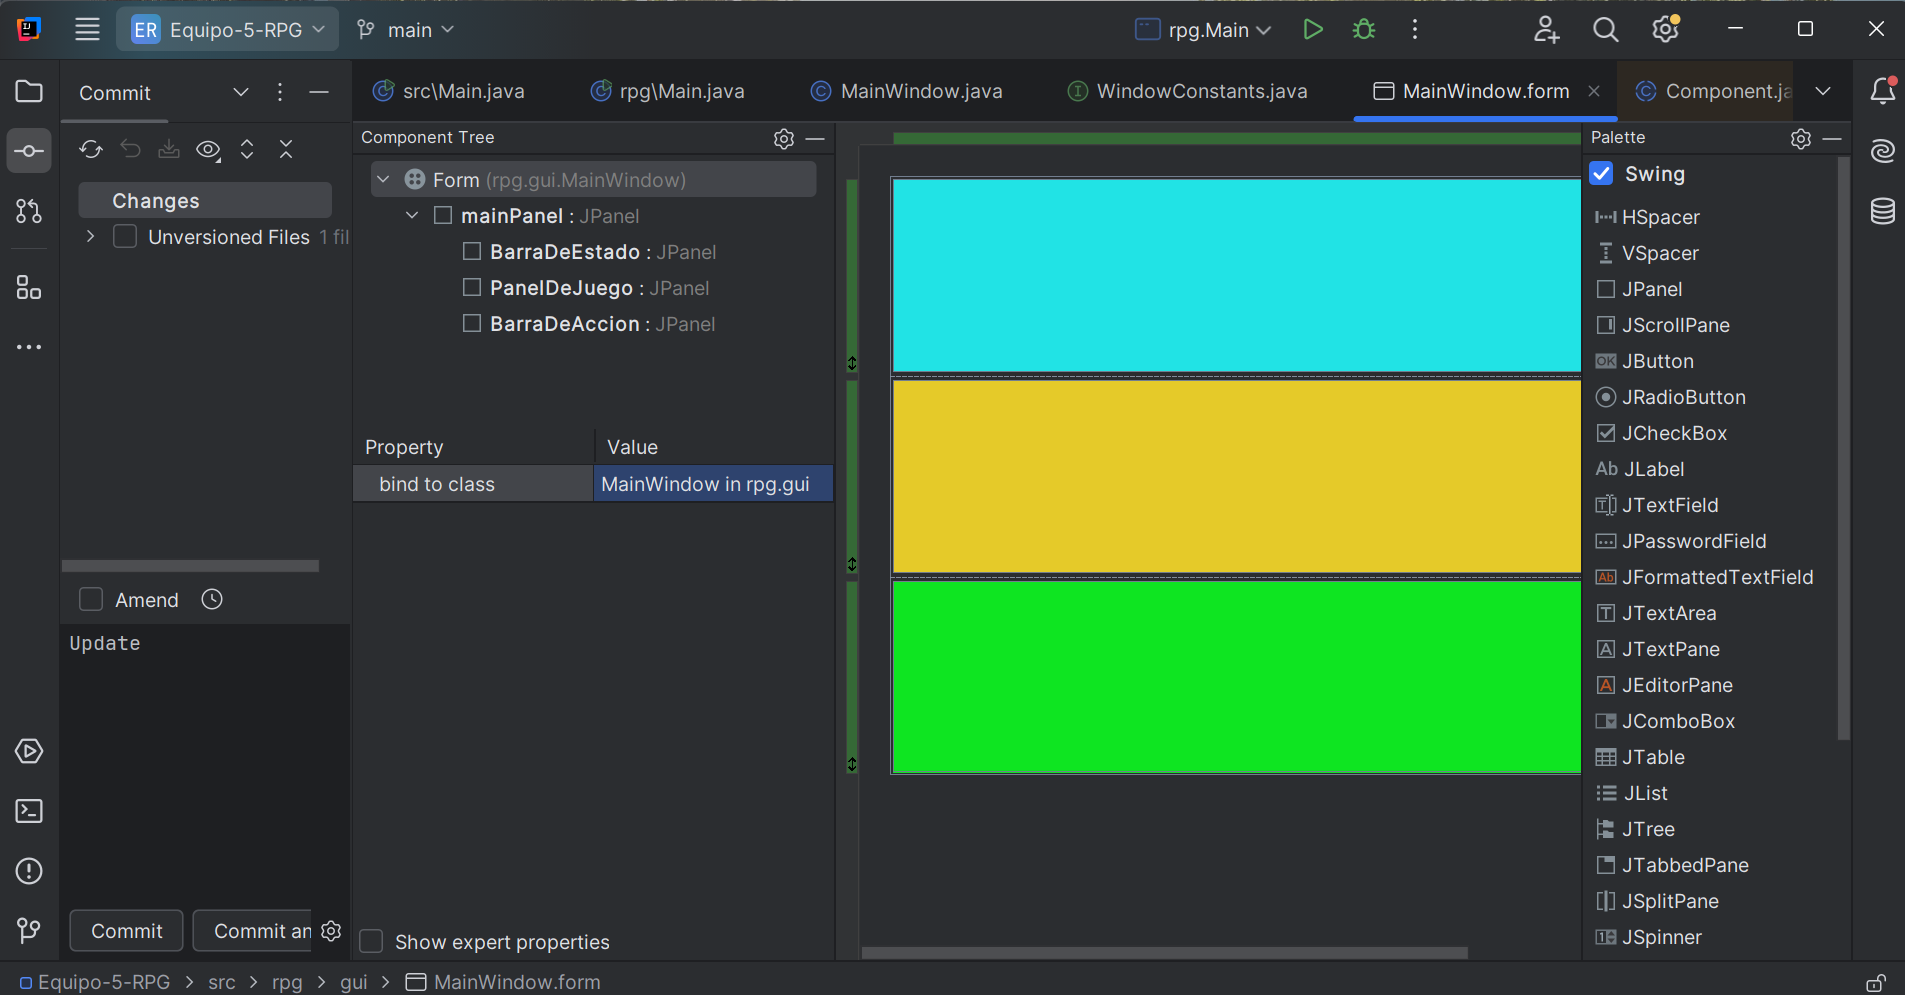 ER Equipo-5-RPG main rpg.Main
Commit
src\Main.java rpg\Main.java MainWindow.java WindowConstants.java MainWindow.form Component.ja
Changes
Unversioned Files 1 fil
Component Tree
Form (rpg.gui.MainWindow)
mainPanel : JPanel
BarraDeEstado : JPanel
PanelDeJuego : JPanel
BarraDeAccion : JPanel
Property Value
bind to class MainWindow in rpg.gui
Show expert properties
Amend
Update
Commit Commit an
Palette
Swing
HSpacer
VSpacer
JPanel
JScrollPane
OK JButton
JRadioButton
JCheckBox
Ab JLabel
JTextField
JPasswordField
Ab JFormattedTextField
JTextArea
JTextPane
JEditorPane
JComboBox
JTable
JList
JTree
JTabbedPane
JSplitPane
JSpinner
Equipo-5-RPG > src > rpg > gui > MainWindow.form